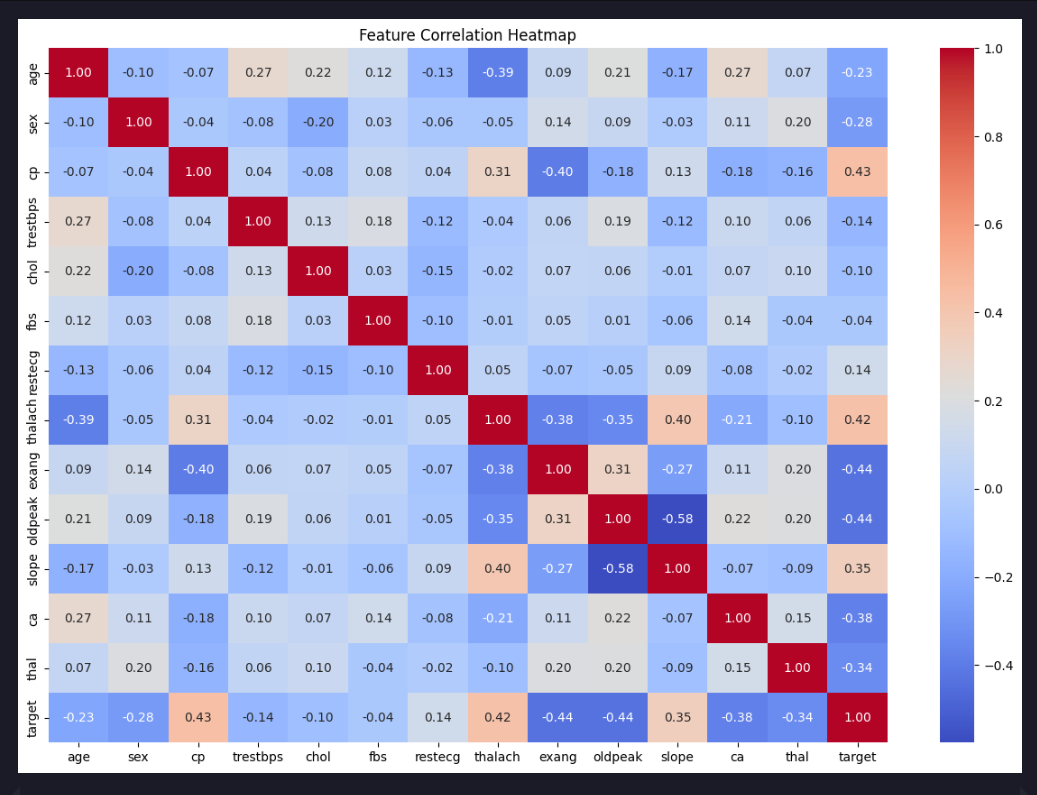 Feature Correlation Heatmap
age 1.00 -0.10 -0.07 0.27 0.22 0.12 -0.13 -0.39 0.09 0.21 -0.17 0.27 0.07 -0.23
sex -0.10 1.00 -0.04 -0.08 -0.20 0.03 -0.06 -0.05 0.14 0.09 -0.03 0.11 0.20 -0.28
cp -0.07 -0.04 1.00 0.04 -0.08 0.08 0.04 0.31 -0.40 -0.18 0.13 -0.18 -0.16 0.43
trestbps 0.27 -0.08 0.04 1.00 0.13 0.18 -0.12 -0.04 0.06 0.19 -0.12 0.10 0.06 -0.14
chol 0.22 -0.20 -0.08 0.13 1.00 0.03 -0.15 -0.02 0.07 0.06 -0.01 0.07 0.10 -0.10
fbs 0.12 0.03 0.08 0.18 0.03 1.00 -0.10 -0.01 0.05 0.01 -0.06 0.14 -0.04 -0.04
restecg -0.13 -0.06 0.04 -0.12 -0.15 -0.10 1.00 0.05 -0.07 -0.05 0.09 -0.08 -0.02 0.14
thalach -0.39 -0.05 0.31 -0.04 -0.02 -0.01 0.05 1.00 -0.38 -0.35 0.40 -0.21 -0.10 0.42
exang 0.09 0.14 -0.40 0.06 0.07 0.05 -0.07 -0.38 1.00 0.31 -0.27 0.11 0.20 -0.44
oldpeak 0.21 0.09 -0.18 0.19 0.06 0.01 -0.05 -0.35 0.31 1.00 -0.58 0.22 0.20 -0.44
slope -0.17 -0.03 0.13 -0.12 -0.01 -0.06 0.09 0.40 -0.27 -0.58 1.00 -0.07 -0.09 0.35
ca 0.27 0.11 -0.18 0.10 0.07 0.14 -0.08 -0.21 0.11 0.22 -0.07 1.00 0.15 -0.38
thal 0.07 0.20 -0.16 0.06 0.10 -0.04 -0.02 -0.10 0.20 0.20 -0.09 0.15 1.00 -0.34
target -0.23 -0.28 0.43 -0.14 -0.10 -0.04 0.14 0.42 -0.44 -0.44 0.35 -0.38 -0.34 1.00
age sex cp trestbps chol fbs restecg thalach exang oldpeak slope ca thal target
1.0
0.8
0.6
0.4
0.2
0.0
−0.2
−0.4